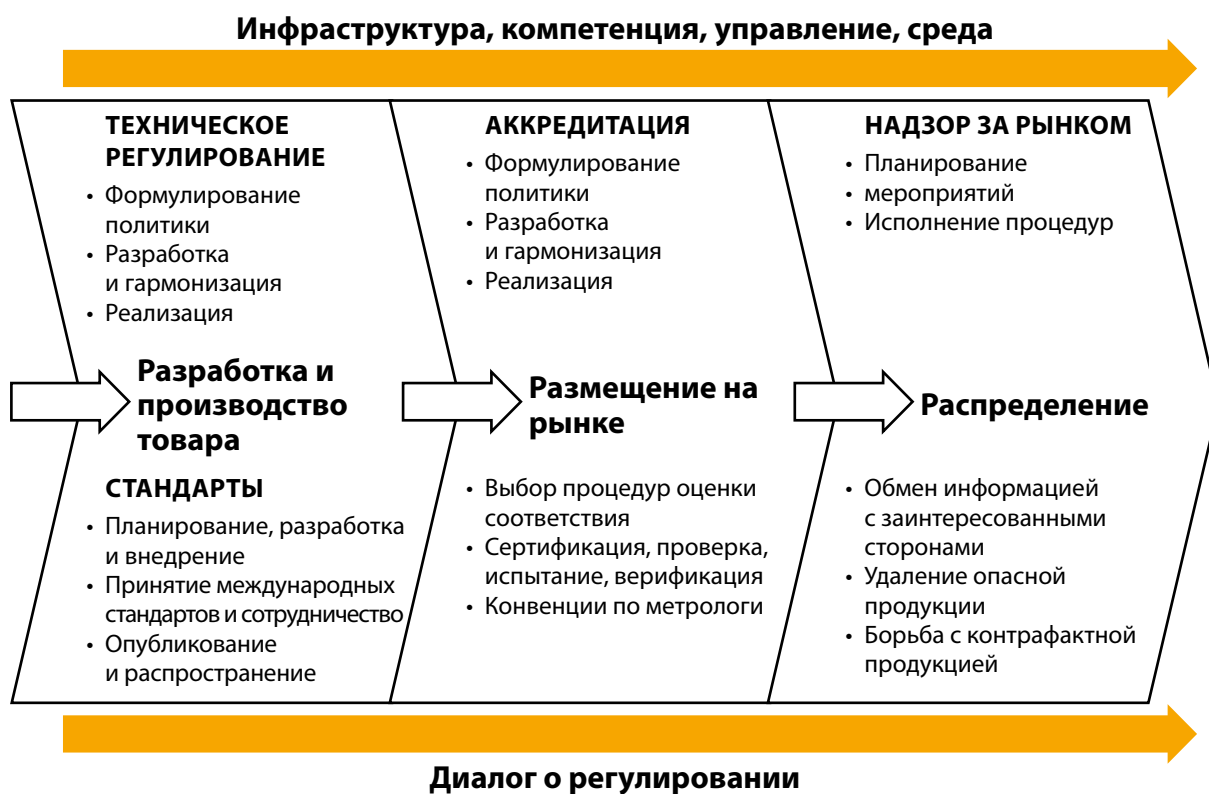 Инфраструктура, компетенция, управление, среда
ТЕХНИЧЕСКОЕ
РЕГУЛИРОВАНИЕ
• Формулирование
политики
• Разработка
и гармонизация
• Реализация
Разработка и
производство
товара
СТАНДАРТЫ
• Планирование, разработка
и внедрение
• Принятие международных
стандартов и сотрудничество
• Опубликование
и распространение
АККРЕДИТАЦИЯ
• Формулирование
политики
• Разработка
и гармонизация
• Реализация
Размещение на
рынке
• Выбор процедур оценки
соответствия
• Сертификация, проверка,
испытание, верификация
• Конвенции по метрологи
НАДЗОР ЗА РЫНКОМ
• Планирование
• мероприятий
• Исполнение процедур
Распределение
• Обмен информацией
с заинтересованными
сторонами
• Удаление опасной
продукции
• Борьба с контрафактной
продукцией
Диалог о регулировании